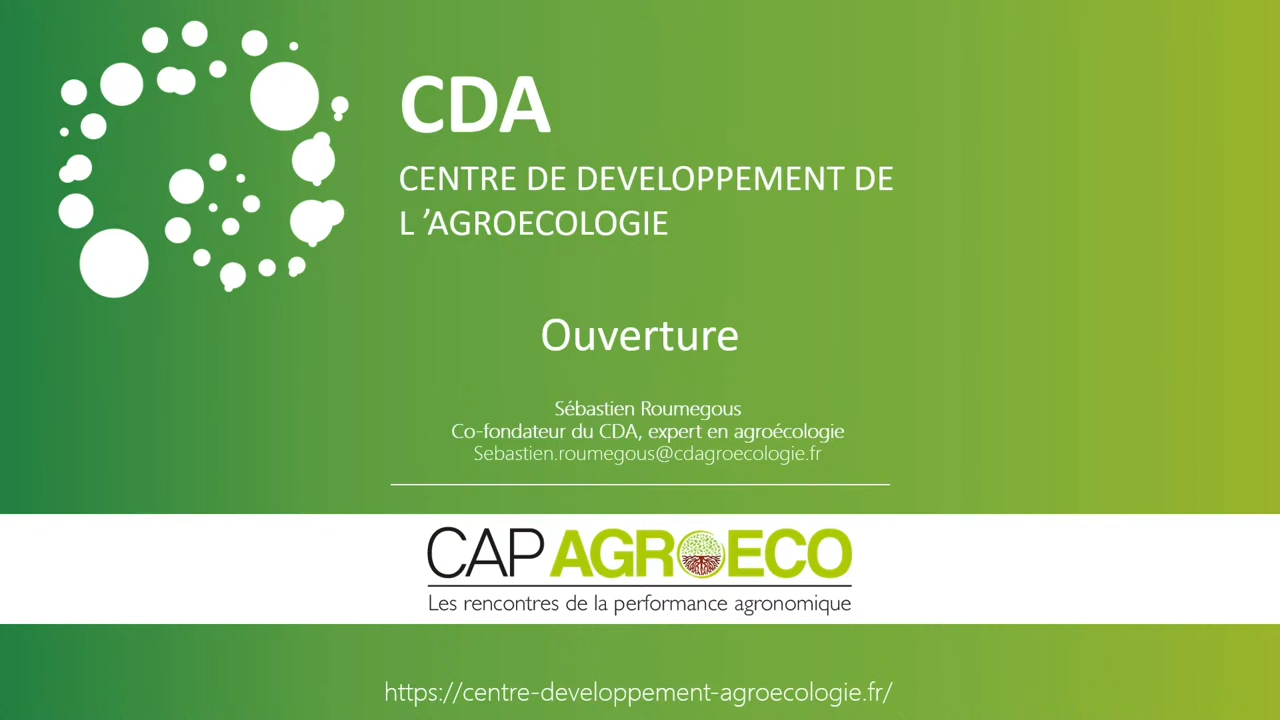 CDA
CENTRE DE DEVELOPPEMENT DE
L ’AGROECOLOGIE
Ouverture
Sébastien Roumegous
Co-fondateur du CDA, expert en agroécologie
Sebastien.roumegous@cdagroecologie.fr
CAP AGROECO
Les rencontres de la performance agronomique
https://centre-developpement-agroecologie.fr/